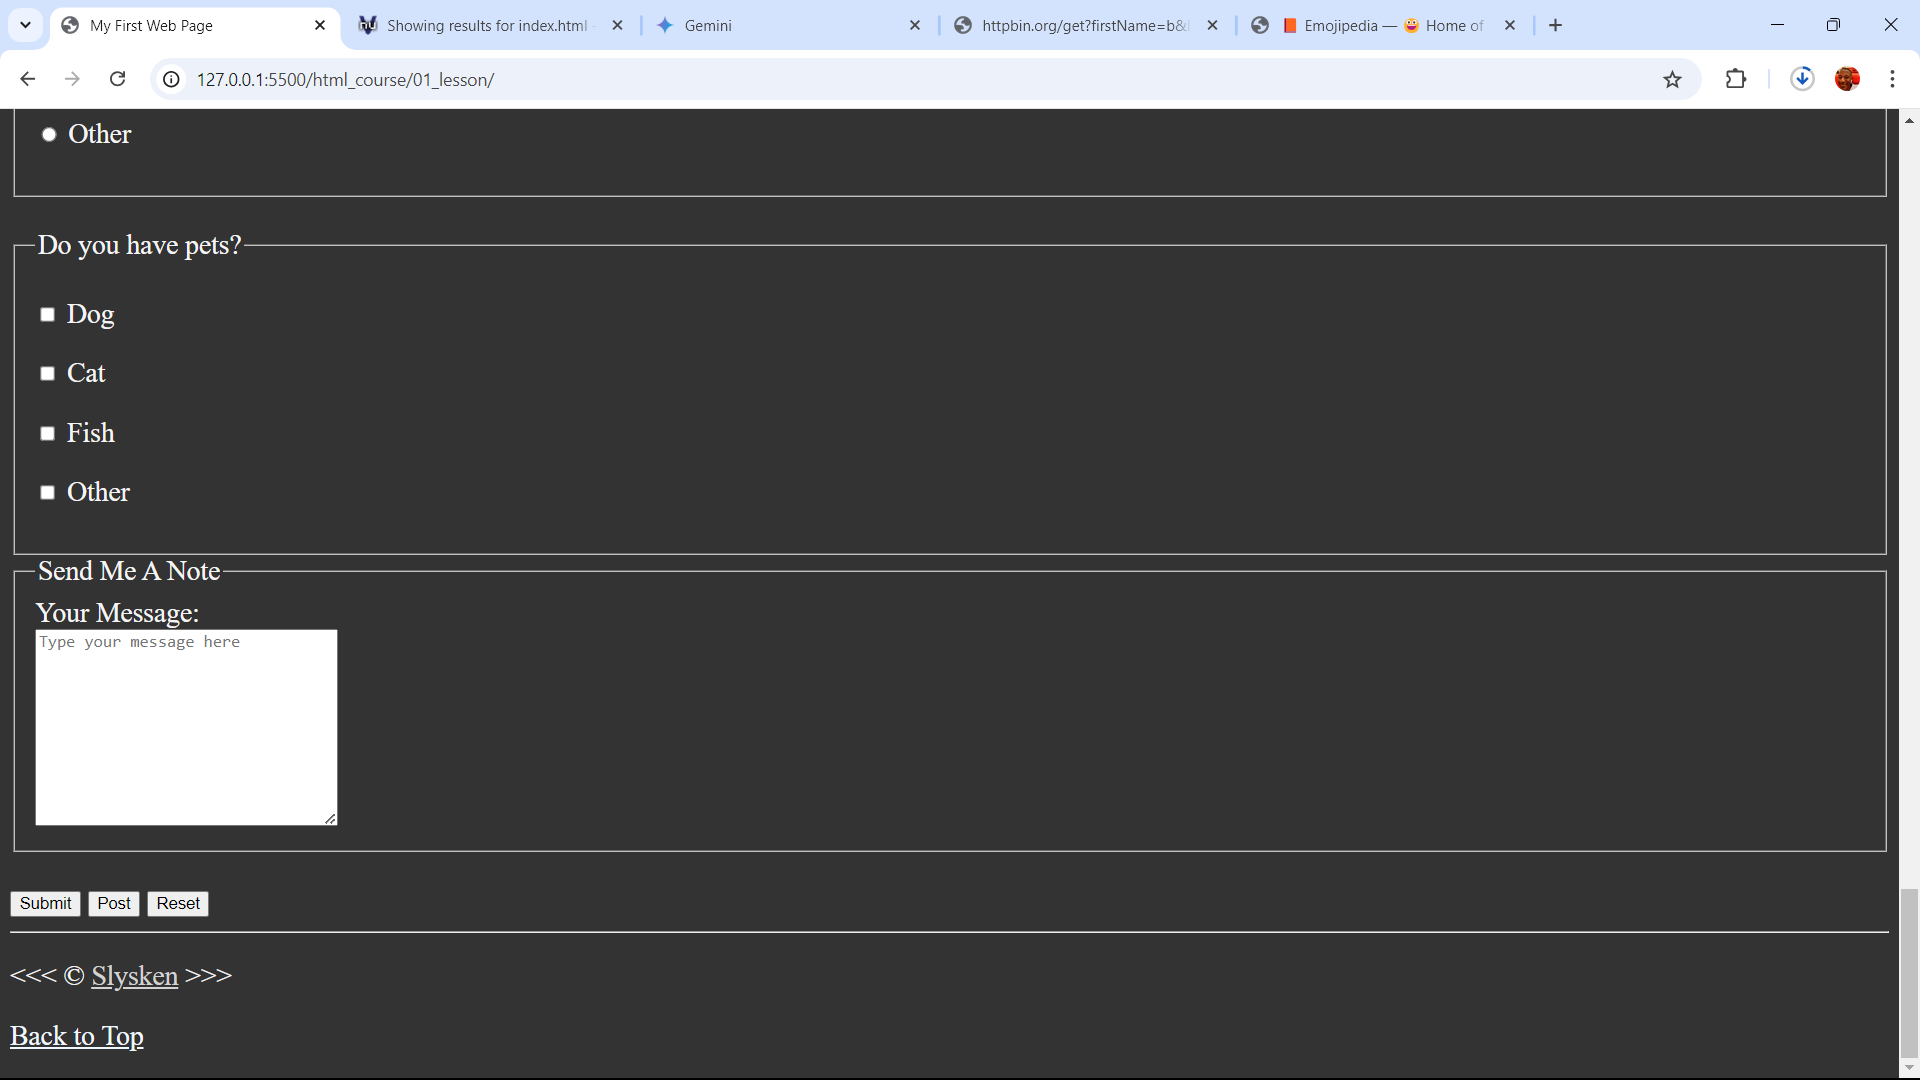 My First Web Page
Showing results for index.html
Gemini
httpbin.org/get?firstName=b&
Emojipedia — 😀 Home of
127.0.0.1:5500/html_course/01_lesson/
Other
Do you have pets?
Dog
Cat
Fish
Other
Send Me A Note
Your Message:
Type your message here
Submit Post Reset
<<< © Slysken >>>
Back to Top